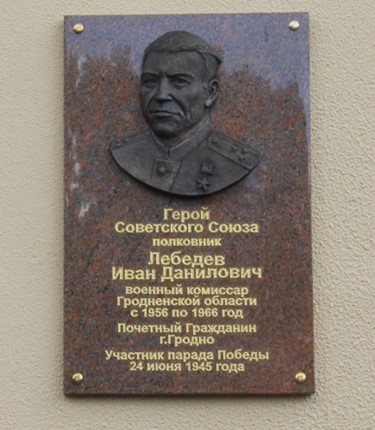 Герой
Советского Союза
полковник
Лебедев
Иван Данилович
военный комиссар
Гродненской области
с 1956 по 1966 год
Почетный Гражданин
г.Гродно
Участник парада Победы
24 июня 1945 года